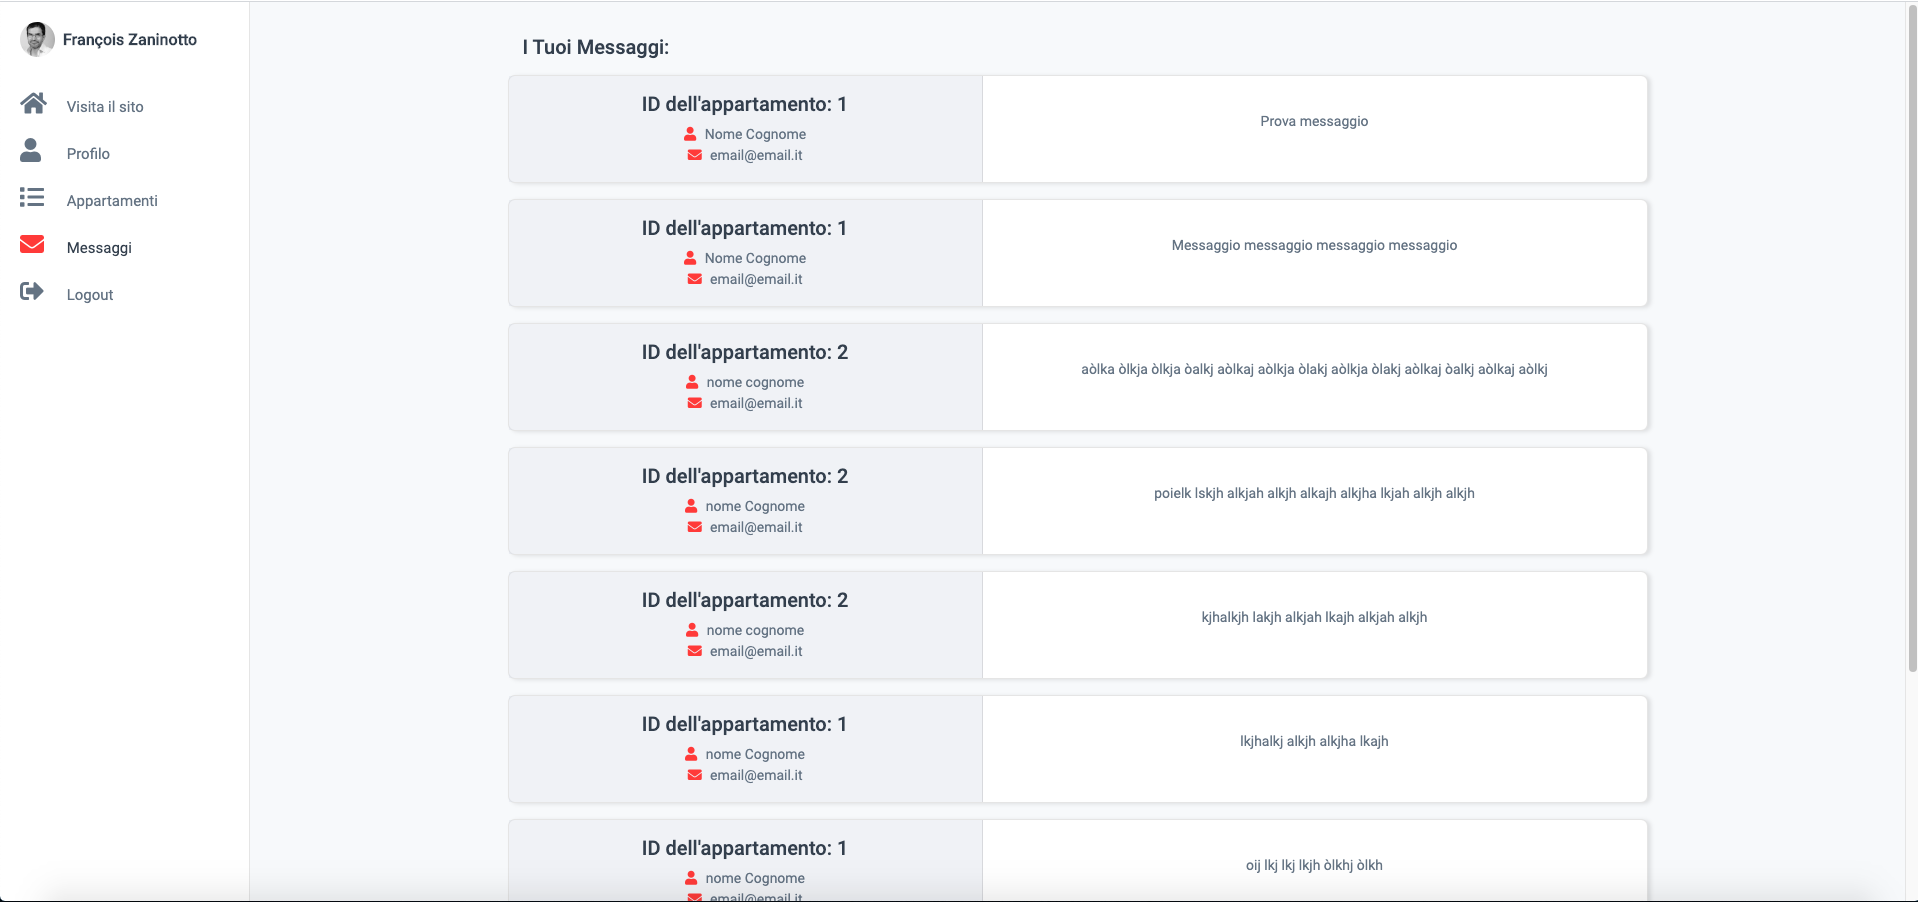 François Zaninotto
Visita il sito
Profilo
Appartamenti
Messaggi
Logout
I Tuoi Messaggi:
ID dell'appartamento: 1
Nome Cognome
email@email.it
Prova messaggio
ID dell'appartamento: 1
Nome Cognome
email@email.it
Messaggio messaggio messaggio messaggio
ID dell'appartamento: 2
nome cognome
email@email.it
aòlka òlkja òlkja òalkj aòlkaj aòlkja òlakj aòlkja òlakj aòlkaj òalkj aòlkaj aòlkj
ID dell'appartamento: 2
nome Cognome
email@email.it
poielk lskjh alkjah alkjh alkajh alkjha lkjah alkjh alkjh
ID dell'appartamento: 2
nome cognome
email@email.it
kjhalkjh lakjh alkjah lkajh alkjah alkjh
ID dell'appartamento: 1
nome Cognome
email@email.it
lkjhalkj alkjh alkjha lkajh
ID dell'appartamento: 1
nome Cognome
email@email.it
oij lkj lkj lkjh òlkhj òlkh